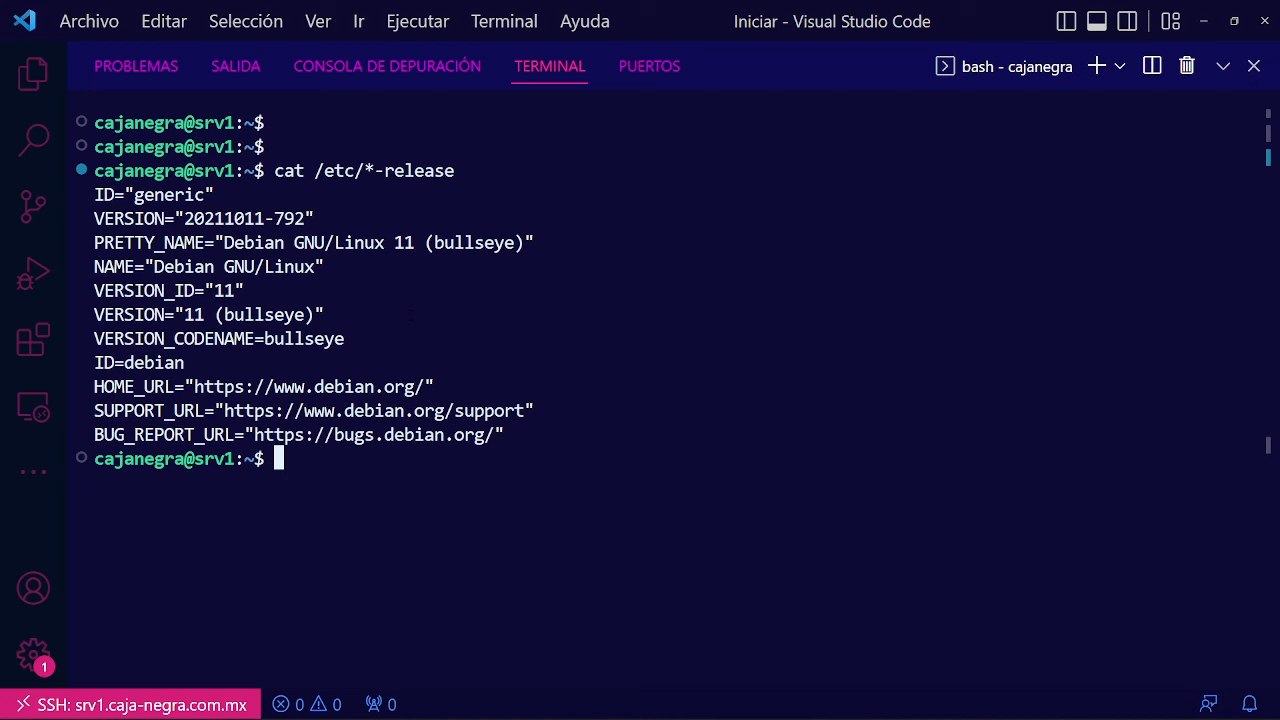 Archivo Editar Selección Ver Ir Ejecutar Terminal Ayuda Iniciar - Visual Studio Code
PROBLEMAS SALIDA CONSOLA DE DEPURACIÓN TERMINAL PUERTOS bash - cajanegra
cajanegra@srv1:~$
cajanegra@srv1:~$
cajanegra@srv1:~$ cat /etc/*-release
ID="generic"
VERSION="20211011-792"
PRETTY_NAME="Debian GNU/Linux 11 (bullseye)"
NAME="Debian GNU/Linux"
VERSION_ID="11"
VERSION="11 (bullseye)"
VERSION_CODENAME=bullseye
ID=debian
HOME_URL="https://www.debian.org/"
SUPPORT_URL="https://www.debian.org/support"
BUG_REPORT_URL="https://bugs.debian.org/"
cajanegra@srv1:~$
1
SSH: srv1.caja-negra.com.mx 0 0 0